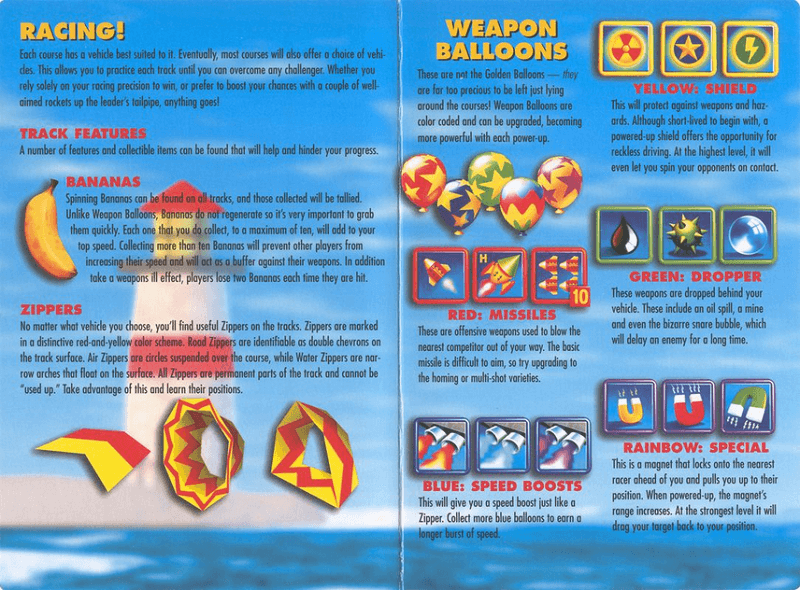 RACING!
Each course has a vehicle best suited to it. Eventually, most courses will also offer a choice of vehi-
cles. This allows you to practice each track until you can overcome any challenger. Whether you
rely solely on your racing precision to win, or prefer to boost your chances with a couple of well-
aimed rockets up the leader's tailpipe, anything goes!
TRACK FEATURES
A number of features and collectible items can be found that will help and hinder your progress.
BANANAS
Spinning Bananas can be found on all tracks, and those collected will be tallied.
Unlike Weapon Balloons, Bananas do not regenerate so it's very important to grab
them quickly. Each one that you do collect, to a maximum of ten, will add to your
top speed. Collecting more than ten Bananas will prevent other players from
increasing their speed and will act as a buffer against their weapons. In addition
take a weapons ill effect, players lose two Bananas each time they are hit.
ZIPPERS
No matter what vehicle you choose, you'll find useful Zippers on the tracks. Zippers are marked
in a distinctive red-and-yellow color scheme. Road Zippers are identifiable as double chevrons on
the track surface. Air Zippers are circles suspended over the course, while Water Zippers are nar-
row arches that float on the surface. All Zippers are permanent parts of the track and cannot be
"used up." Take advantage of this and learn their positions.
WEAPON
BALLOONS
These are not the Golden Balloons — they
are far too precious to be left just lying
around the courses! Weapon Balloons are
color coded and can be upgraded, becoming
more powerful with each power-up.
H
10
RED: MISSILES
These are offensive weapons used to blow the
nearest competitor out of your way. The basic
missile is difficult to aim, so try upgrading to
the homing or multi-shot varieties.
BLUE: SPEED BOOSTS
This will give you a speed boost just like a
Zipper. Collect more blue balloons to earn a
longer burst of speed.
YELLOW: SHIELD
This will protect against weapons and haz-
ards. Although short-lived to begin with, a
powered-up shield offers the opportunity for
reckless driving. At the highest level, it will
even let you spin your opponents on contact.
GREEN: DROPPER
These weapons are dropped behind your
vehicle. These include an oil spill, a mine
and even the bizarre snare bubble, which
will delay an enemy for a long time.
RAINBOW: SPECIAL
This is a magnet that locks onto the nearest
racer ahead of you and pulls you up to their
position. When powered-up, the magnet's
range increases. At the strongest level it will
drag your target back to your position.